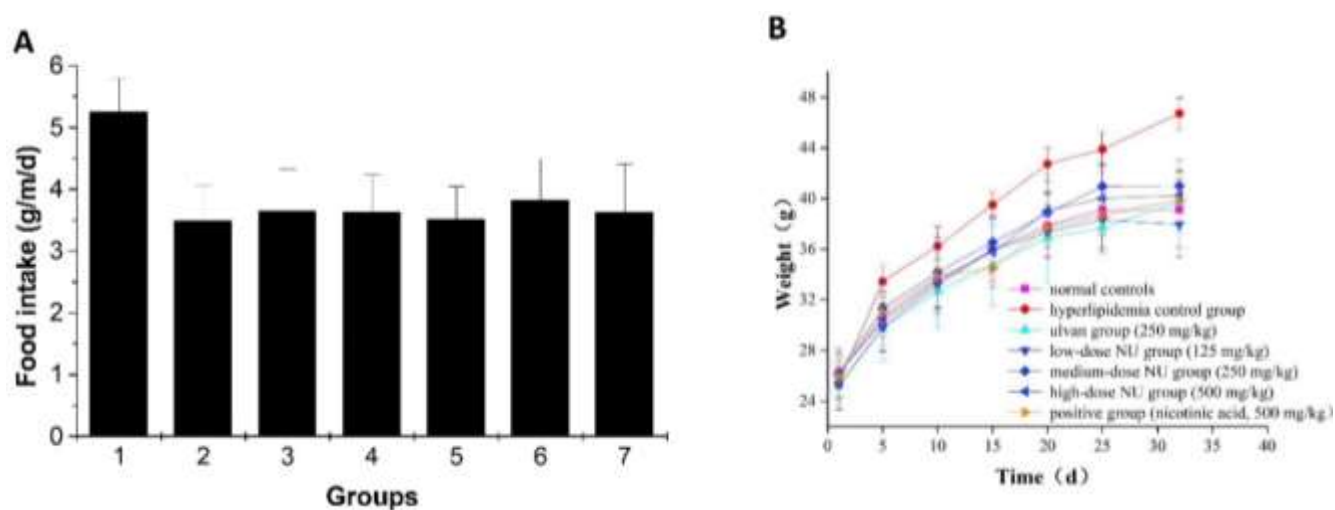 A
Food intake (g/m/d)
6
5
4
3
2
1
0
1 2 3 4 5 6 7
Groups
B
Weight（g）
48
44
40
36
32
28
24
normal controls
hyperlipidemia control group
ulvan group (250 mg/kg)
low-dose NU group (125 mg/kg)
medium-dose NU group (250 mg/kg)
high-dose NU group (500 mg/kg)
positive group (nicotinic acid, 500 mg/kg)
0 5 10 15 20 25 30 35 40
Time（d）